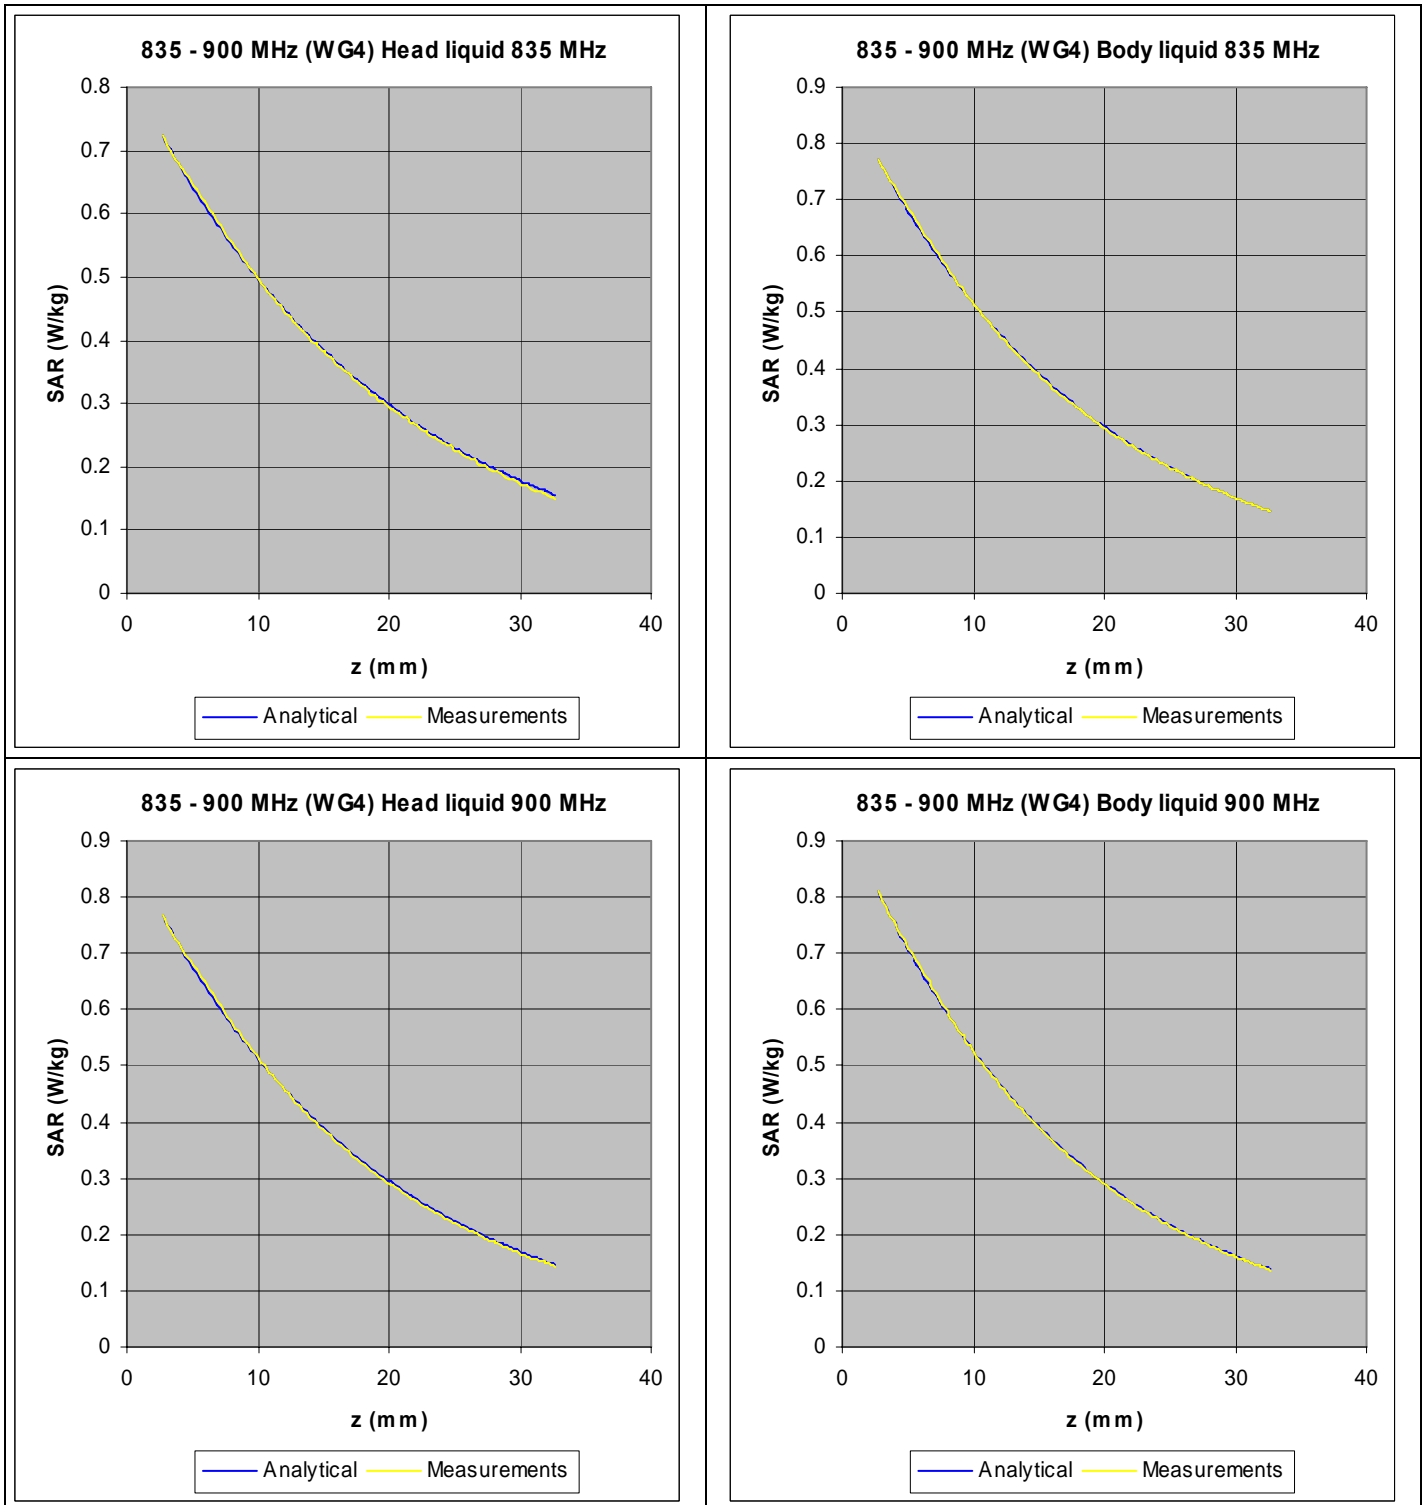 835 - 900 MHz (WG4) Head liquid 835 MHz
0.8
0.7
0.6
0.5
0.4
0.3
0.2
0.1
0
SAR (W/kg)
0 10 20 30 40
z (mm)
Analytical Measurements
835 - 900 MHz (WG4) Body liquid 835 MHz
0.9
0.8
0.7
0.6
0.5
0.4
0.3
0.2
0.1
0
SAR (W/kg)
0 10 20 30 40
z (mm)
Analytical Measurements
835 - 900 MHz (WG4) Head liquid 900 MHz
0.9
0.8
0.7
0.6
0.5
0.4
0.3
0.2
0.1
0
SAR (W/kg)
0 10 20 30 40
z (mm)
Analytical Measurements
835 - 900 MHz (WG4) Body liquid 900 MHz
0.9
0.8
0.7
0.6
0.5
0.4
0.3
0.2
0.1
0
SAR (W/kg)
0 10 20 30 40
z (mm)
Analytical Measurements